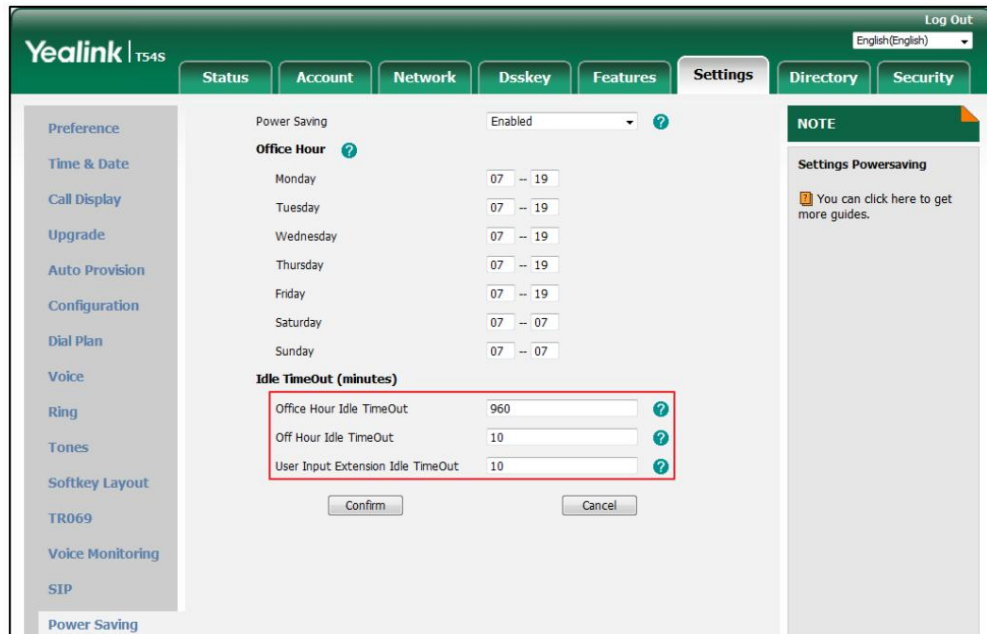 Log Out
Yealink | T54S
English(English)
Status Account Network Dsskey Features Settings Directory Security
Preference
Time & Date
Call Display
Upgrade
Auto Provision
Configuration
Dial Plan
Voice
Ring
Tones
Softkey Layout
TR069
Voice Monitoring
SIP
Power Saving
Power Saving Enabled ?
Office Hour ?
Monday 07 -- 19
Tuesday 07 -- 19
Wednesday 07 -- 19
Thursday 07 -- 19
Friday 07 -- 19
Saturday 07 -- 07
Sunday 07 -- 07
Idle TimeOut (minutes)
Office Hour Idle TimeOut 960 ?
Off Hour Idle TimeOut 10 ?
User Input Extension Idle TimeOut 10 ?
Confirm Cancel
NOTE
Settings Powersaving
? You can click here to get
more guides.